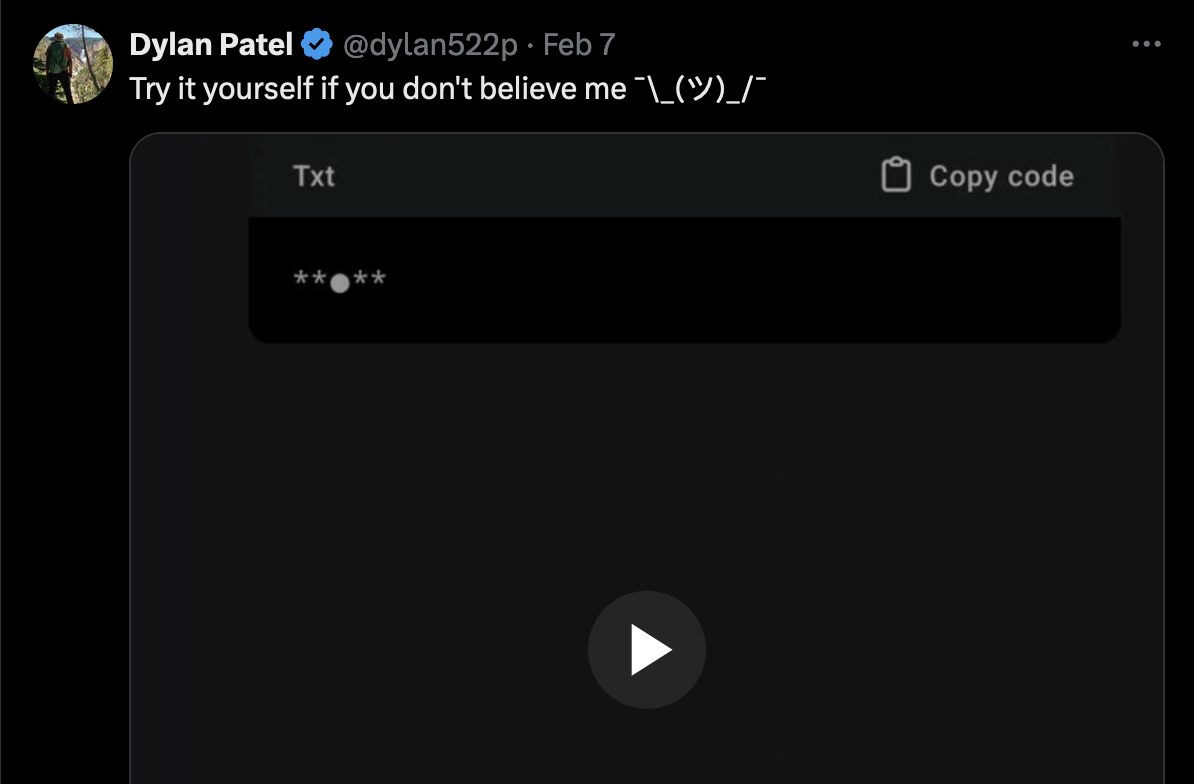 Dylan Patel @dylan522p · Feb 7
Try it yourself if you don't believe me ¯\_(ツ)_/¯
Txt Copy code
**●**